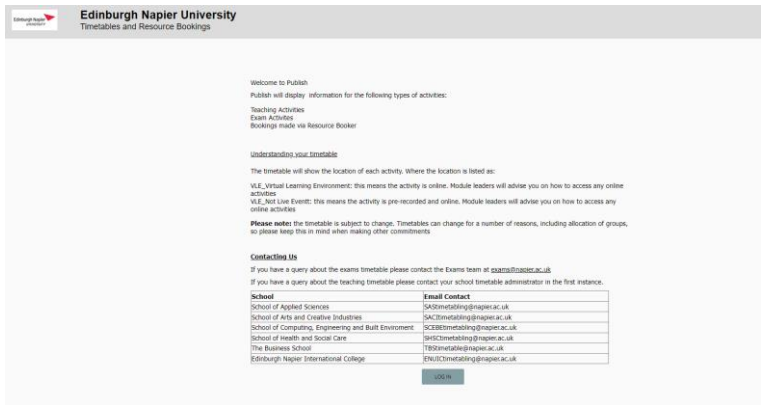 Edinburgh Napier
UNIVERSITY
Edinburgh Napier University
Timetables and Resource Bookings
Welcome to Publish
Publish will display information for the following types of activities:
Teaching Activities
Exam Activites
Bookings made via Resource Booker
Understanding your timetable
The timetable will show the location of each activity. Where the location is listed as:
VLE_Virtual Learning Environment: this means the activity is online. Module leaders will advise you on how to access any online
activities
VLE_Not Live Eventt: this means the activity is pre-recorded and online. Module leaders will advise you on how to access any
online activities
Please note: the timetable is subject to change. Timetables can change for a number of reasons, including allocation of groups,
so please keep this in mind when making other commitments
Contacting Us
If you have a query about the exams timetable please contact the Exams team at exams@napier.ac.uk
If you have a query about the teaching timetable please contact your school timetable administrator in the first instance.
School Email Contact
School of Applied Sciences SAStimetabling@napier.ac.uk
School of Arts and Creative Industries SACItimetabling@napier.ac.uk
School of Computing, Engineering and Built Enviroment SCEBEtimetabling@napier.ac.uk
School of Health and Social Care SHSCtimetabling@napier.ac.uk
The Business School TBStimetable@napier.ac.uk
Edinburgh Napier International College ENUICtimetabling@napier.ac.uk
LOG IN